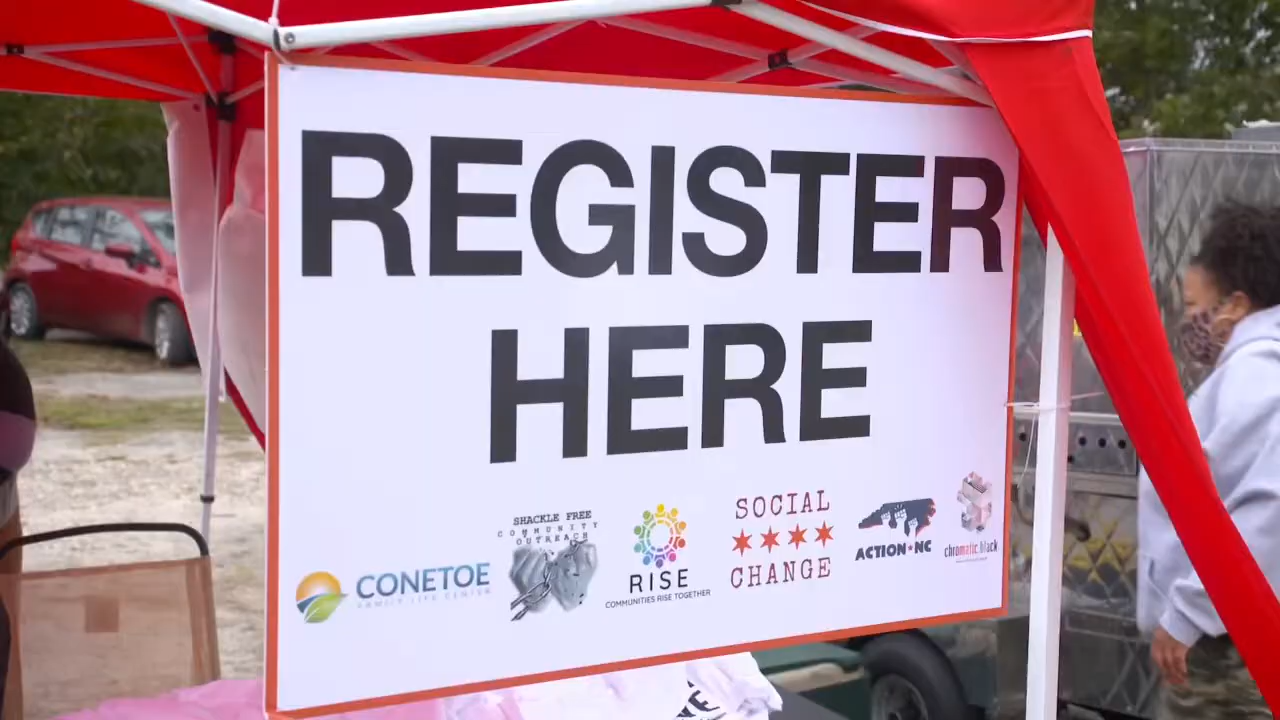 REGISTER
HERE
SHACKLE FREE
COMMUNITY
OUTREACH
CONETOE
FAMILY LIFE CENTER
RISE
COMMUNITIES RISE TOGETHER
SOCIAL
CHANGE
ACTION★NC
chromatic.black